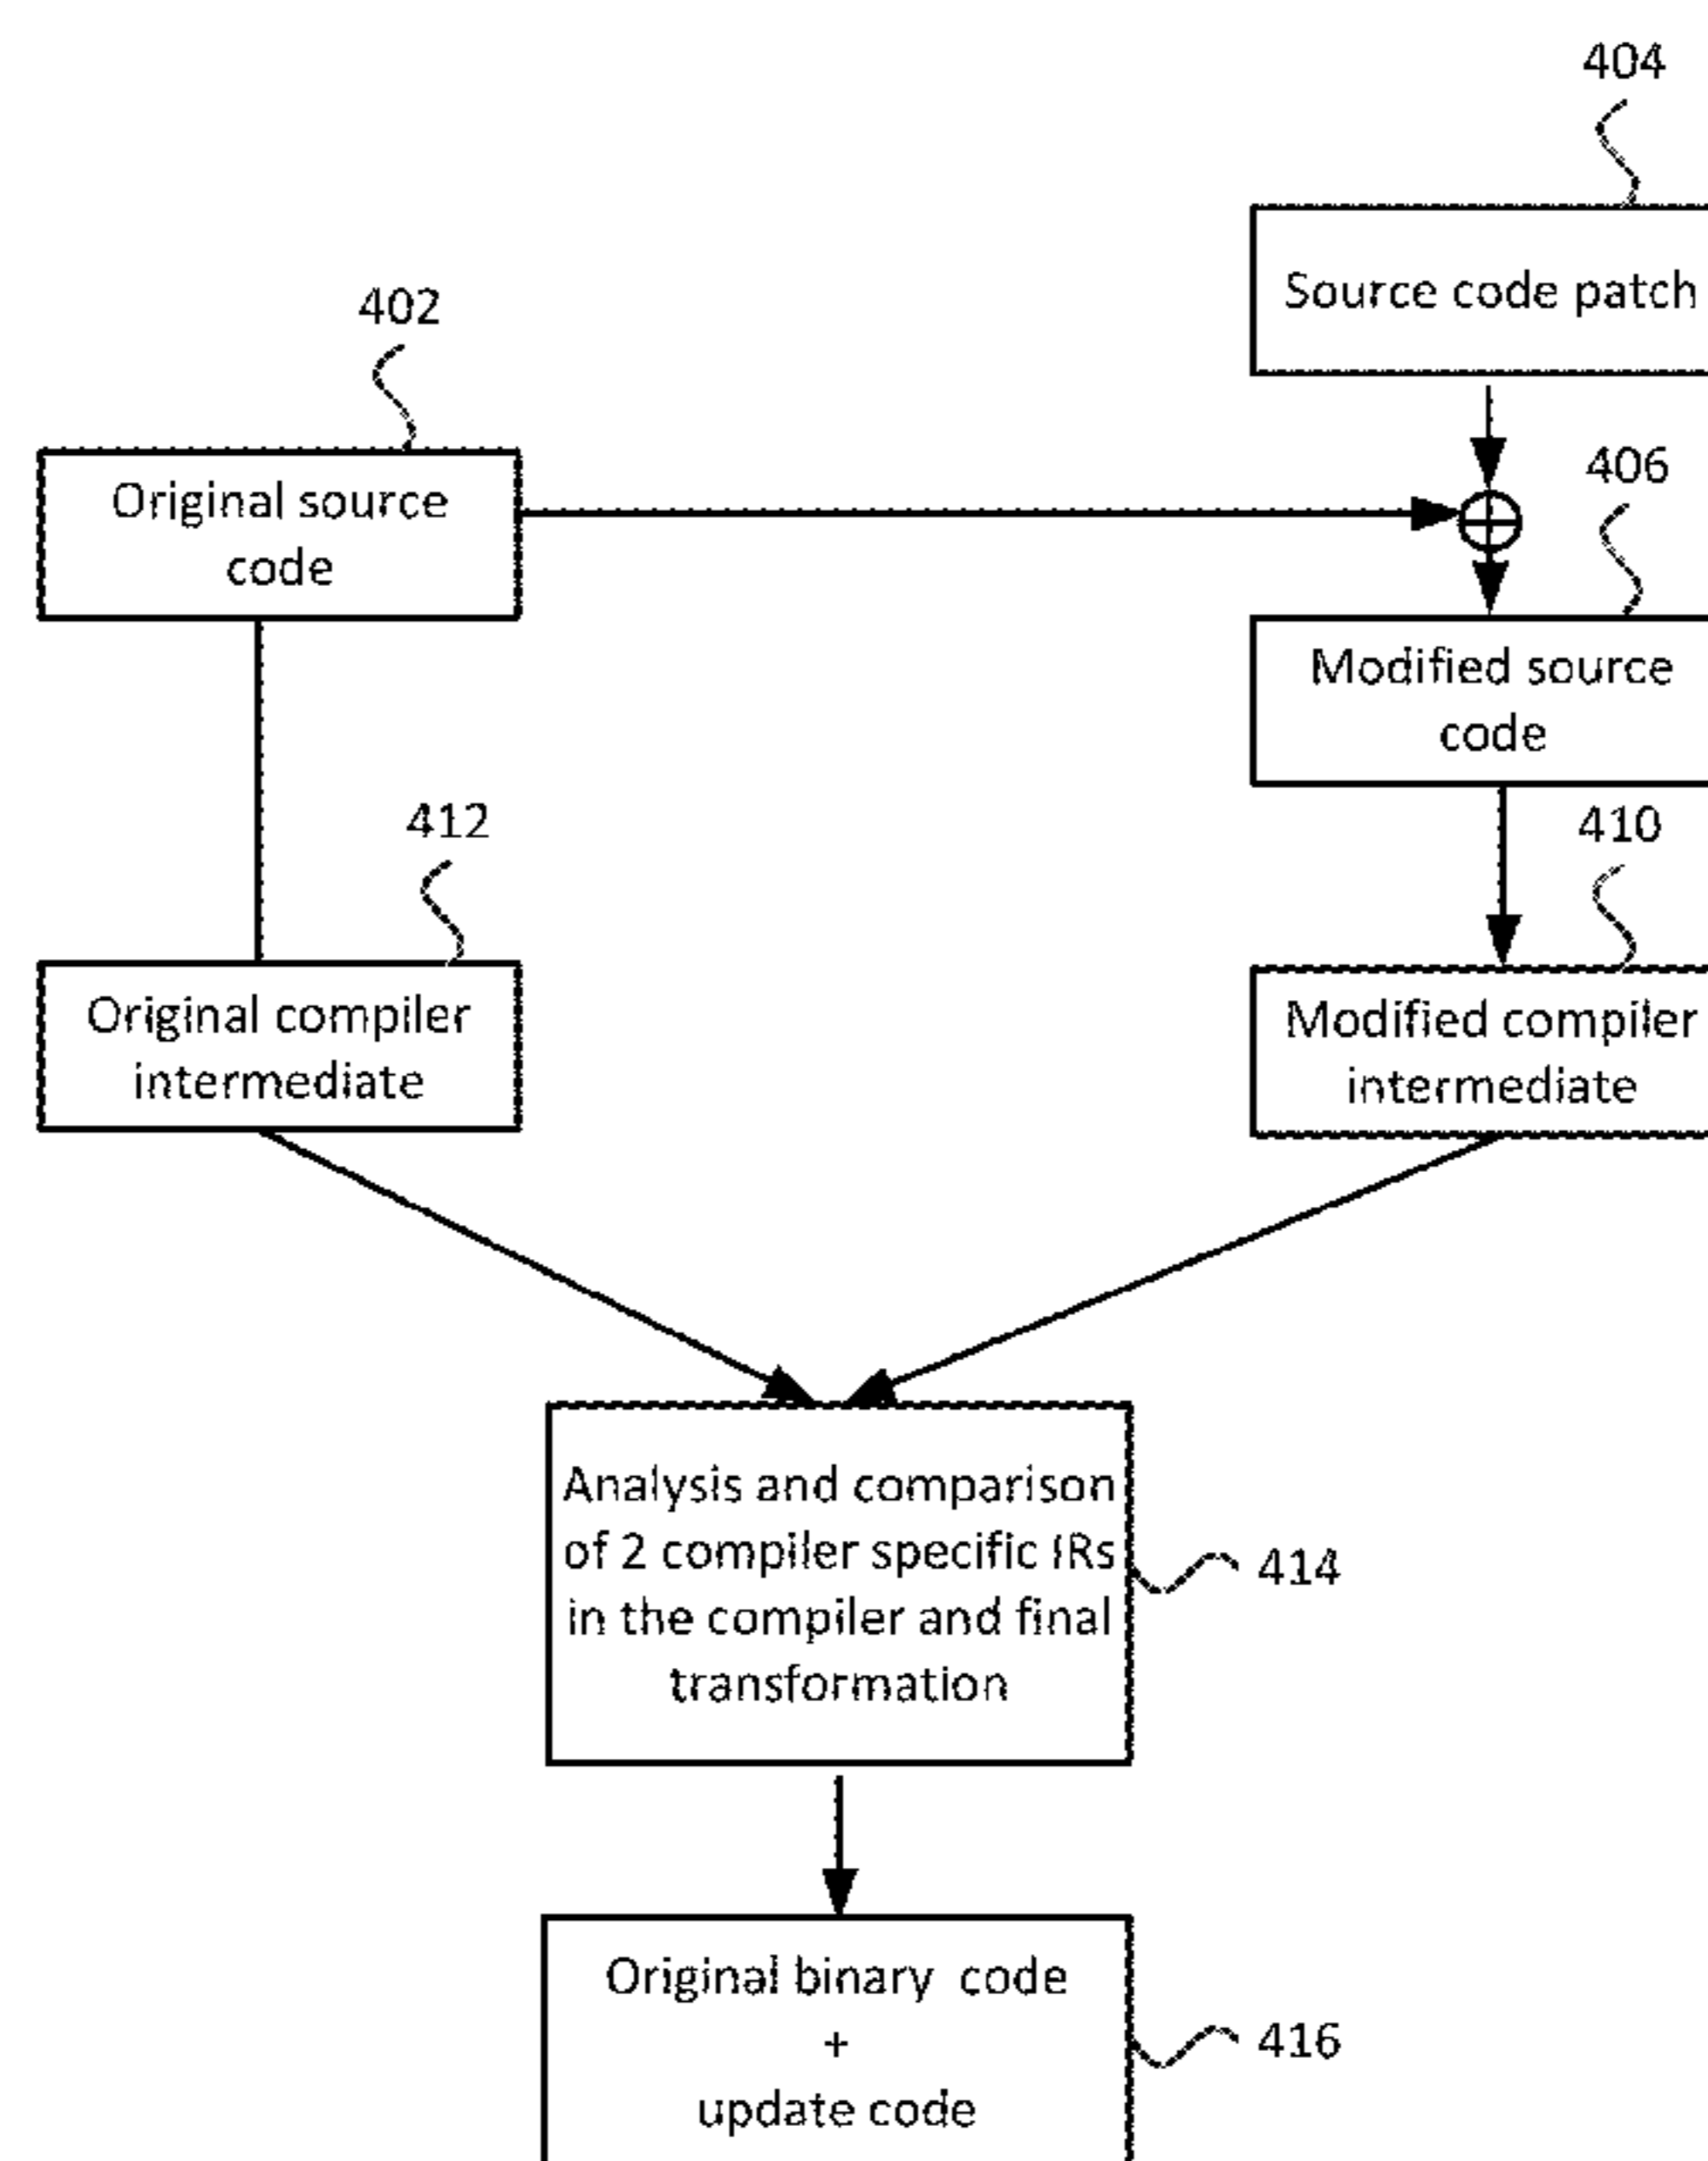 404
Source code patch
402
Original source
code
406
Modified source
code
412
Original compiler
intermediate
410
Modified compiler
intermediate
Analysis and comparison
of 2 compiler specific IRs
in the compiler and final
transformation
414
Original binary code
+
update code
416